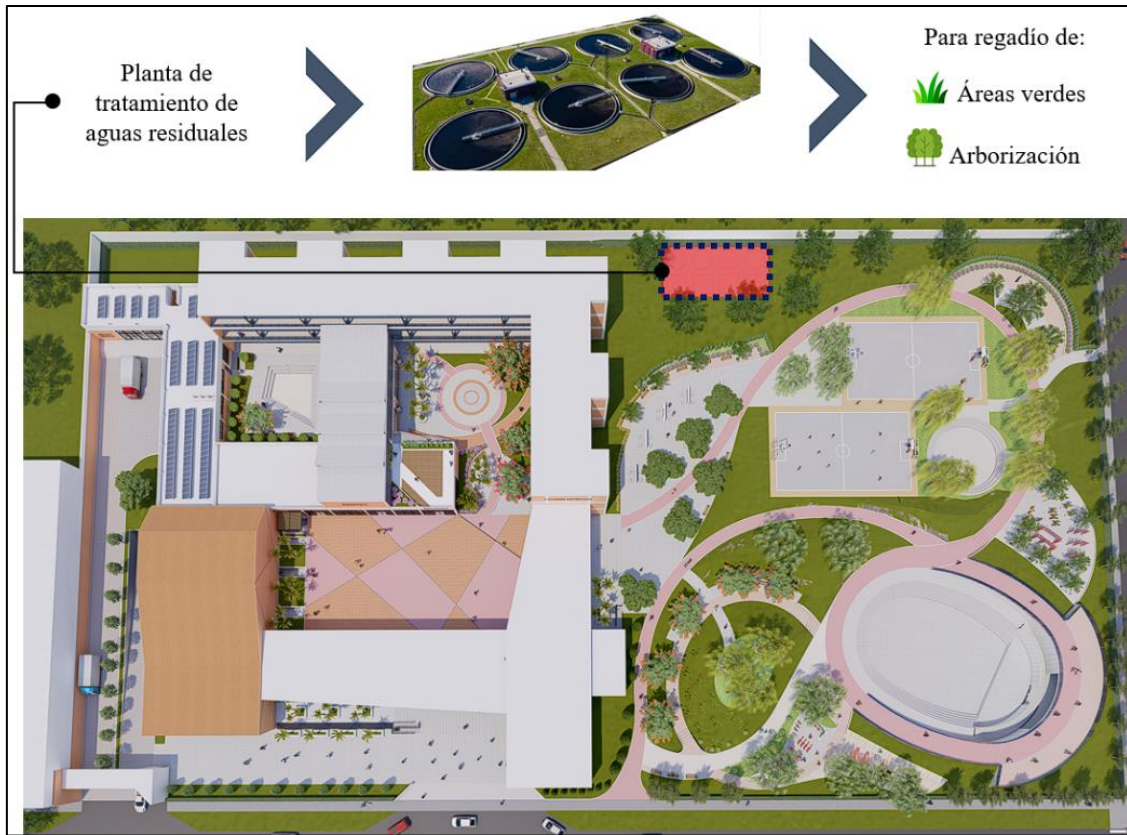 Planta de
tratamiento de
aguas residuales
Para regadío de:
Áreas verdes
Arborización